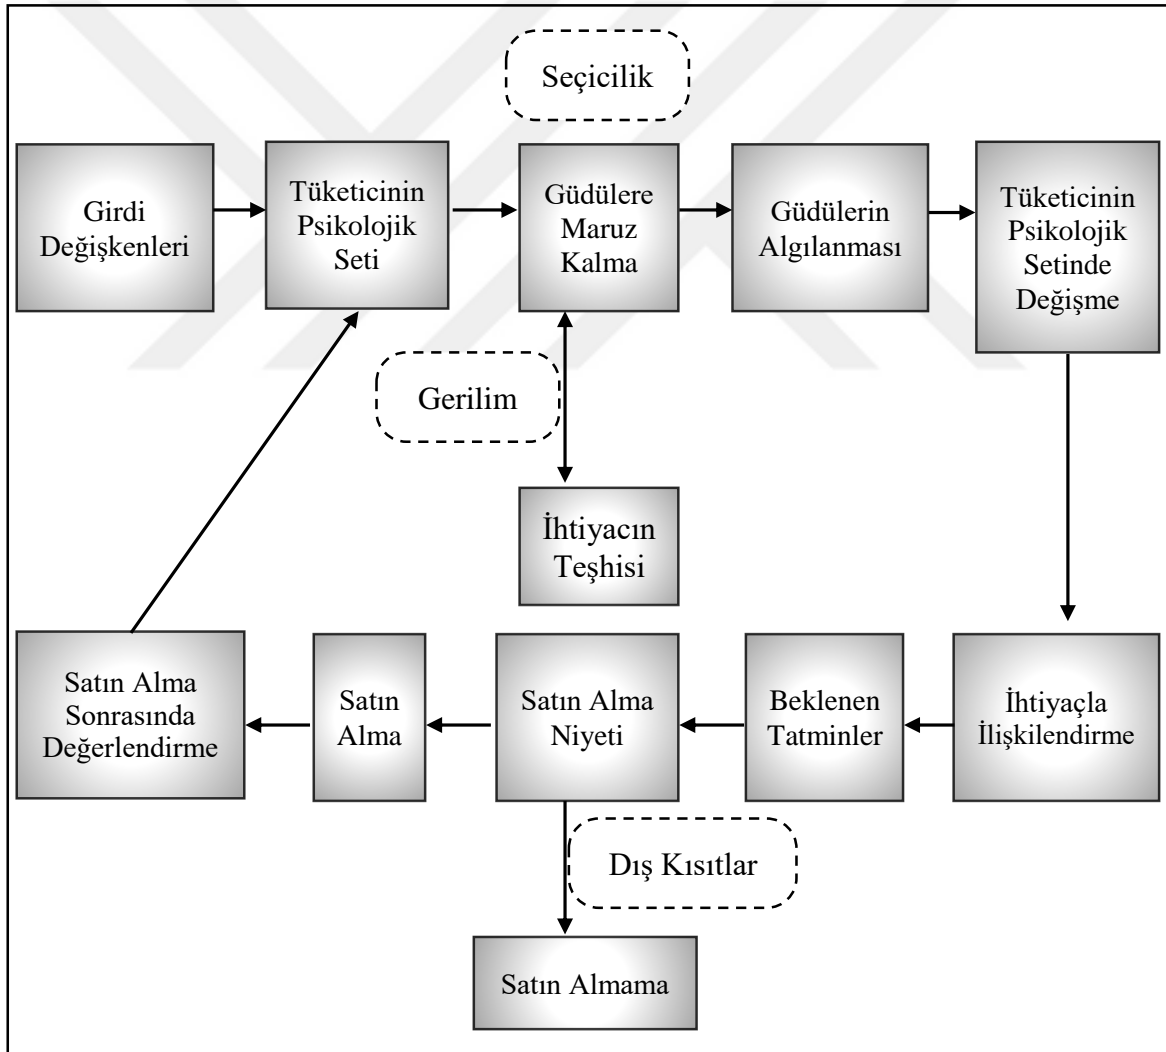 Seçicilik
Girdi
Değişkenleri
Tüketicinin
Psikolojik
Seti
Güdülere
Maruz
Kalma
Güdülerin
Algılanması
Tüketicinin
Psikolojik
Setinde
Değişme
Gerilim
İhtiyacın
Teşhisi
Satın Alma
Sonrasında
Değerlendirme
Satın
Alma
Satın Alma
Niyeti
Beklenen
Tatminler
İhtiyaçla
İlişkilendirme
Dış Kısıtlar
Satın Almama